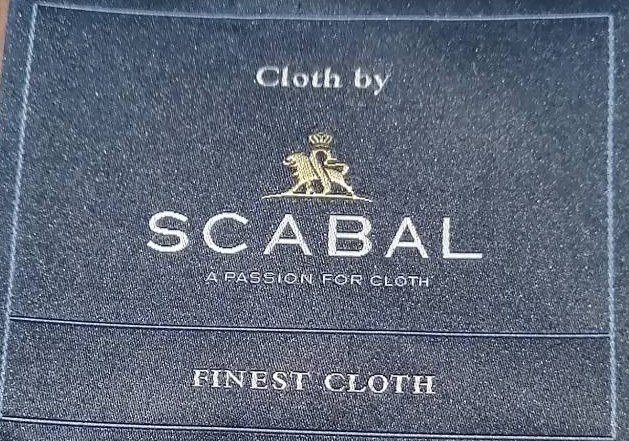 Cloth by
SCABAL
A PASSION FOR CLOTH
FINEST CLOTH